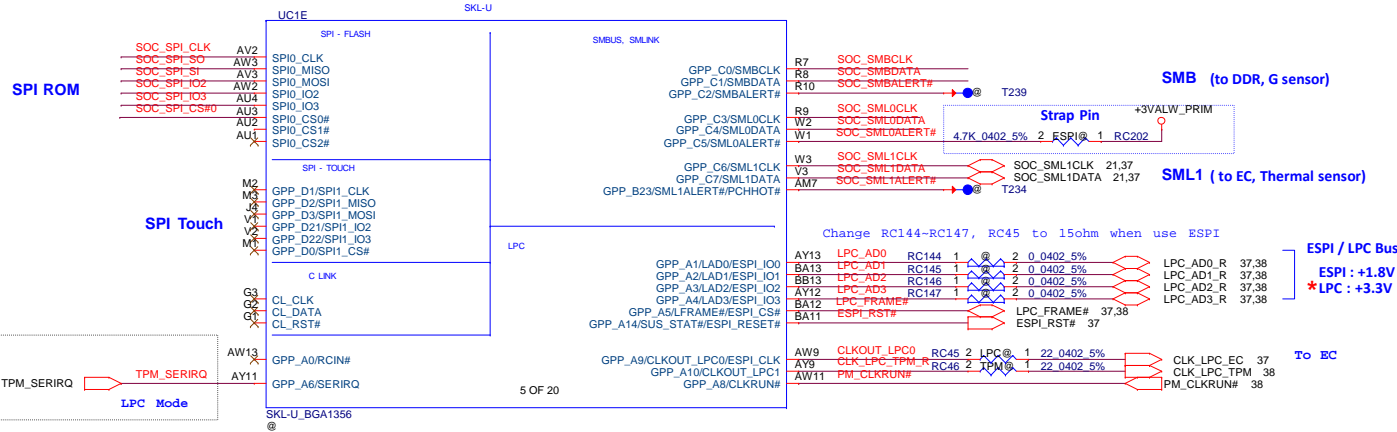 SKL-U
UC1E
SPI - FLASH
SMBUS, SMLINK
SPI ROM
SOC_SPI_CLK AV2 SPI0_CLK
SOC_SPI_SO AW3 SPI0_MISO
SOC_SPI_SI AV3 SPI0_MOSI
SOC_SPI_IO2 AW2 SPI0_IO2
SOC_SPI_IO3 AU4 SPI0_IO3
SOC_SPI_CS#0 AU3 SPI0_CS0#
AU2 SPI0_CS1#
AU1 SPI0_CS2#
GPP_C0/SMBCLK R7 SOC_SMBCLK
GPP_C1/SMBDATA R8 SOC_SMBDATA
GPP_C2/SMBALERT# R10 SOC_SMBALERT# @ T239
SMB (to DDR, G sensor)
GPP_C3/SML0CLK R9 SOC_SML0CLK
GPP_C4/SML0DATA W2 SOC_SML0DATA
GPP_C5/SML0ALERT# W1 SOC_SML0ALERT# 4.7K_0402_5% 2 ESPI@ 1 RC202
Strap Pin
+3VALW_PRIM
GPP_C6/SML1CLK W3 SOC_SML1CLK SOC_SML1CLK 21,37
GPP_C7/SML1DATA V3 SOC_SML1DATA SOC_SML1DATA 21,37
GPP_B23/SML1ALERT#/PCHHOT# AM7 SOC_SML1ALERT# @ T234
SML1 ( to EC, Thermal sensor)
SPI - TOUCH
SPI Touch
M2 GPP_D1/SPI1_CLK
M3 GPP_D2/SPI1_MISO
J4 GPP_D3/SPI1_MOSI
V1 GPP_D21/SPI1_IO2
V2 GPP_D22/SPI1_IO3
M1 GPP_D0/SPI1_CS#
LPC
Change RC144~RC147, RC45 to 15ohm when use ESPI
GPP_A1/LAD0/ESPI_IO0 AY13 LPC_AD0 RC144 1 @ 2 0_0402_5% LPC_AD0_R 37,38
GPP_A2/LAD1/ESPI_IO1 BA13 LPC_AD1 RC145 1 @ 2 0_0402_5% LPC_AD1_R 37,38
GPP_A3/LAD2/ESPI_IO2 BB13 LPC_AD2 RC146 1 @ 2 0_0402_5% LPC_AD2_R 37,38
GPP_A4/LAD3/ESPI_IO3 AY12 LPC_AD3 RC147 1 @ 2 0_0402_5% LPC_AD3_R 37,38
GPP_A5/LFRAME#/ESPI_CS# BA12 LPC_FRAME# LPC_FRAME# 37,38
GPP_A14/SUS_STAT#/ESPI_RESET# BA11 ESPI_RST# ESPI_RST# 37
ESPI / LPC Bus
ESPI : +1.8V
*LPC : +3.3V
C LINK
G3 CL_CLK
G2 CL_DATA
G1 CL_RST#
AW13 GPP_A0/RCIN#
TPM_SERIRQ TPM_SERIRQ AY11 GPP_A6/SERIRQ
LPC Mode
GPP_A9/CLKOUT_LPC0/ESPI_CLK AW9 CLKOUT_LPC0 RC45 2 LPC@ 1 22_0402_5% CLK_LPC_EC 37
GPP_A10/CLKOUT_LPC1 AY9 CLK_LPC_TPM_R RC46 2 TPM@ 1 22_0402_5% CLK_LPC_TPM 38
GPP_A8/CLKRUN# AW11 PM_CLKRUN# PM_CLKRUN# 38
To EC
5 OF 20
SKL-U_BGA1356
@